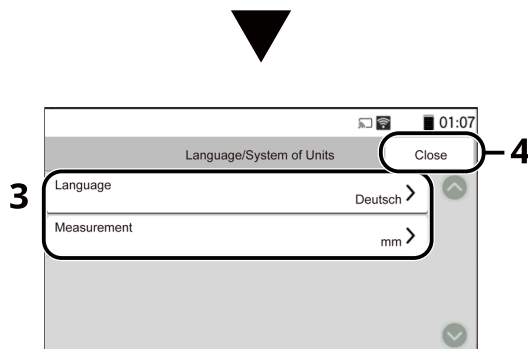 01:07
Language/System of Units
Close
4
3
Language
Deutsch
Measurement
mm